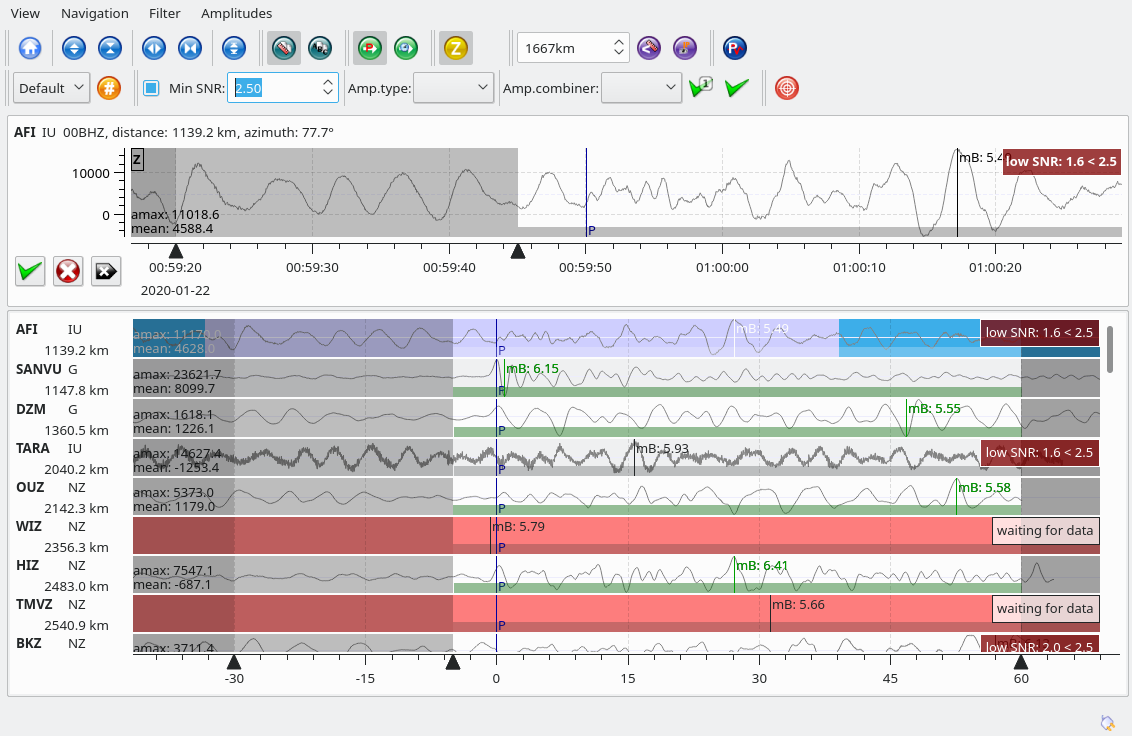 View Navigation Filter Amplitudes
1667km
Default Min SNR: 2.50 Amp.type: Amp.combiner:
AFI IU 00BHZ, distance: 1139.2 km, azimuth: 77.7°
Z
10000
0
amax: 11018.6
mean: 4588.4
P
mB: 5.4
low SNR: 1.6 < 2.5
00:59:20 00:59:30 00:59:40 00:59:50 01:00:00 01:00:10 01:00:20
2020-01-22
AFI IU
1139.2 km
amax: 11170.0
mean: 4628.0
P
mB: 5.49
low SNR: 1.6 < 2.5
SANVU G
1147.8 km
amax: 23621.7
mean: 8099.7
P
mB: 6.15
DZM G
1360.5 km
amax: 1618.1
mean: 1226.1
P
mB: 5.55
TARA IU
2040.2 km
amax: 14627.4
mean: -1253.4
P
mB: 5.93
low SNR: 1.6 < 2.5
OUZ NZ
2142.3 km
amax: 5373.0
mean: 1179.0
P
mB: 5.58
WIZ NZ
2356.3 km
mB: 5.79
P
waiting for data
HIZ NZ
2483.0 km
amax: 7547.1
mean: -687.1
P
mB: 6.41
TMVZ NZ
2540.9 km
P
mB: 5.66
waiting for data
BKZ NZ
amax: 3711.4
low SNR: 2.0 < 2.5
-30 -15 0 15 30 45 60